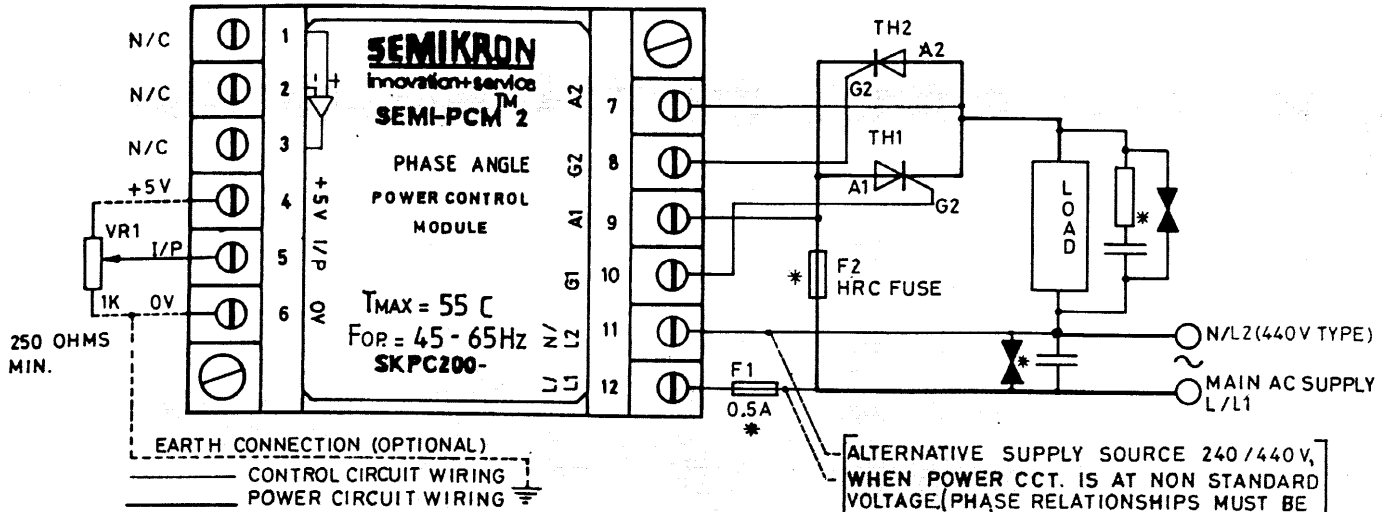 N/C
N/C
N/C
+5V
VR1
I/P
1K
0V
250 OHMS
MIN.
1
2
3
4
5
6
- +
+5V
I/P
0V
SEMIKRON
innovation+service
SEMI-PCM™ 2
PHASE ANGLE
POWER CONTROL
MODULE
TMAX = 55 C
FOP. = 45 - 65Hz
SKPC200-
A2
G2
A1
G1
N/
L2
L/
L1
7
8
9
10
11
12
TH2
A2
G2
TH1
A1
G2
*
F2
HRC FUSE
LOAD
*
*
F1
0.5A
*
N/L2(440V TYPE)
~
MAIN AC SUPPLY
L/L1
EARTH CONNECTION (OPTIONAL)
CONTROL CIRCUIT WIRING
POWER CIRCUIT WIRING
ALTERNATIVE SUPPLY SOURCE 240/440V,
WHEN POWER CCT. IS AT NON STANDARD
VOLTAGE.(PHASE RELATIONSHIPS MUST BE